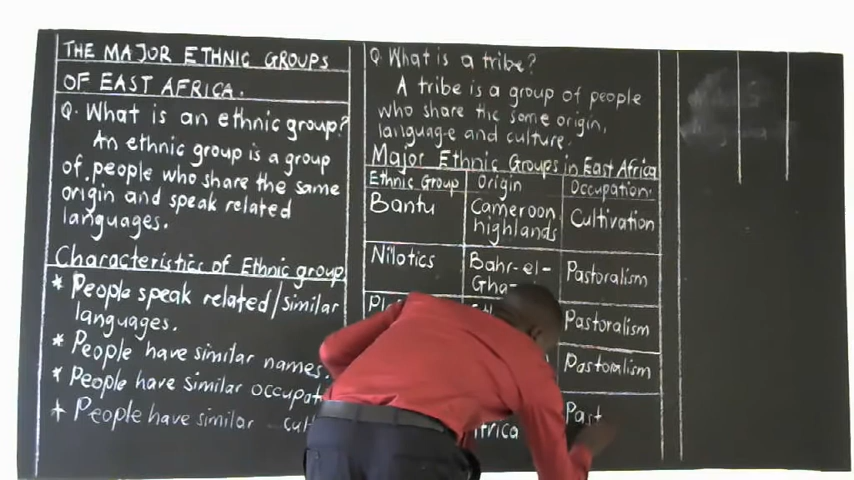 THE MAJOR ETHNIC GROUPS
OF EAST AFRICA.
Q. What is an ethnic group?
An ethnic group is a group
of people who share the same
origin and speak related
languages.
Characteristics of Ethnic group
* People speak related/similar
languages.
* People have similar names.
* People have similar occupat
* People have similar cul
Q. What is a tribe?
A tribe is a group of people
who share the same origin,
language and culture.
Major Ethnic Groups in East Africa
Ethnic Group Origin Occupation.
Bantu Cameroon highlands Cultivation
Nilotics Bahr-el-Gha Pastoralism
Pastoralism
Pastoralism
Past